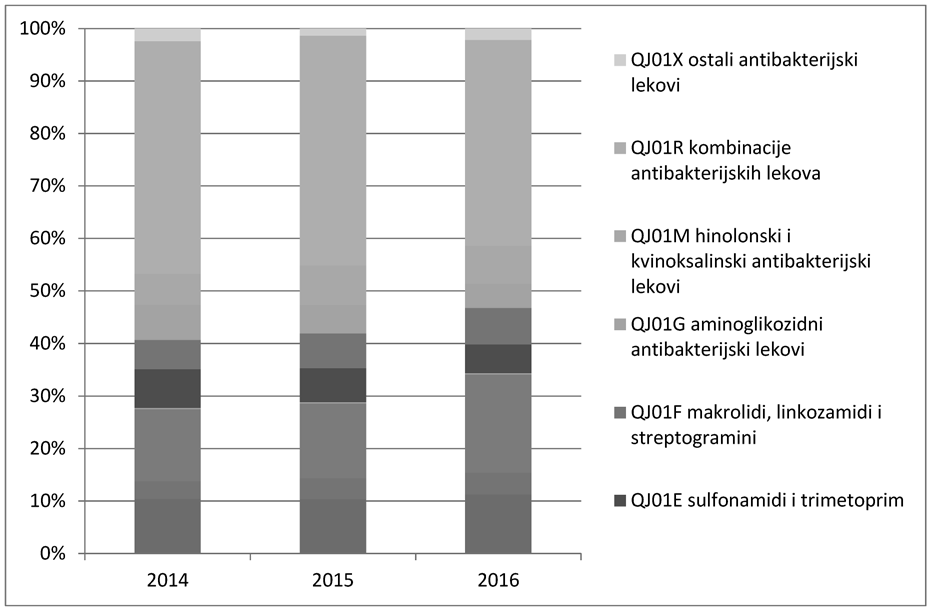 100%
90%
80%
70%
60%
50%
40%
30%
20%
10%
0%
2014
2015
2016
QJ01X ostali antibakterijski
lekovi
QJ01R kombinacije
antibakterijskih lekova
QJ01M hinolonski i
kvinoksalinski antibakterijski
lekovi
QJ01G aminoglikozidni
antibakterijski lekovi
QJ01F makrolidi, linkozamidi i
streptogramini
QJ01E sulfonamidi i trimetoprim